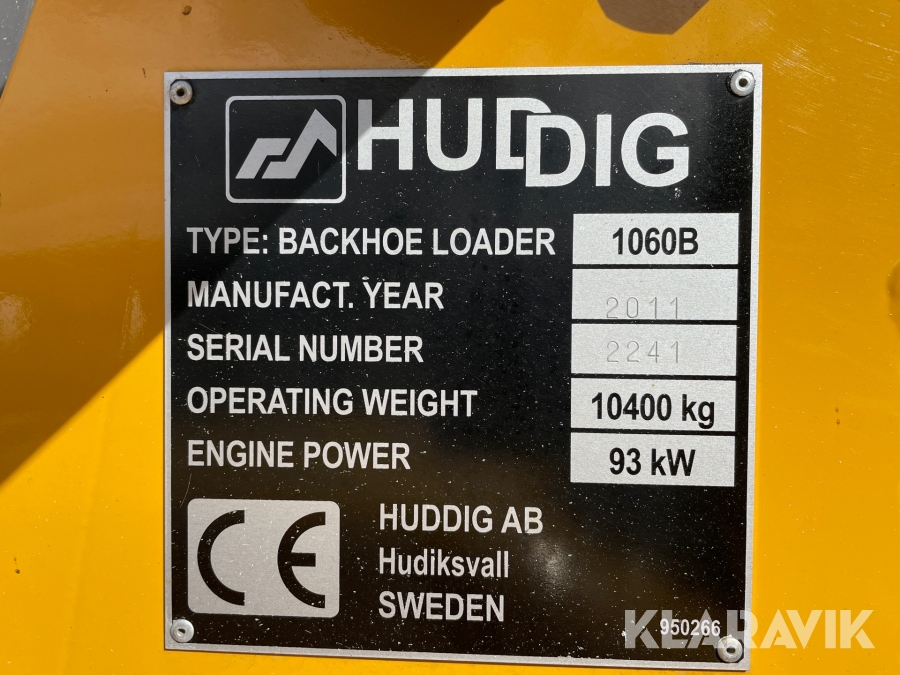 HUDDIG
TYPE: BACKHOE LOADER 1060B
MANUFACT. YEAR 2011
SERIAL NUMBER 2241
OPERATING WEIGHT 10400 kg
ENGINE POWER 93 kW
CE HUDDIG AB
Hudiksvall
SWEDEN
950266
KLARAVIK